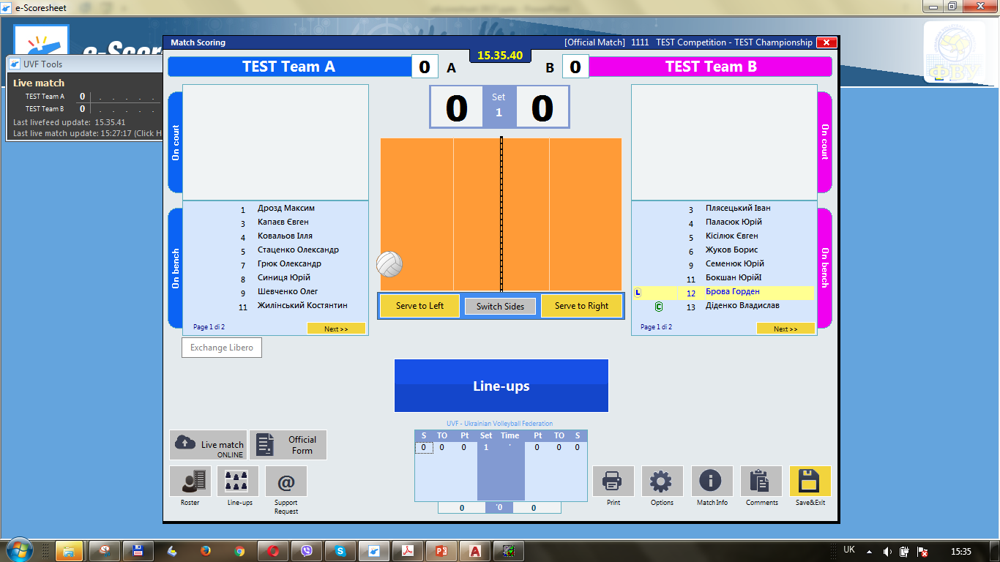 e-Scoresheet
e-Scor
ФВУ
UVF Tools
Live match
TEST Team A 0 . . . . .
TEST Team B 0 . . . . .
Last livefeed update: 15.35.41
Last live match update: 15:27:17 (Click H
Match Scoring
[Official Match] 1111 TEST Competition - TEST Championship
15.35.40
TEST Team A 0 A
B 0 TEST Team B
0 Set 1 0
On court
On court
On bench
1 Дрозд Максим
3 Капаєв Євген
4 Ковальов Ілля
5 Стаценко Олександр
7 Грюк Олександр
8 Синиця Юрій
9 Шевченко Олег
11 Жилінський Костянтин
Page 1 di 2
Next >>
Exchange Libero
3 Плясецький Іван
4 Паласюк Юрій
5 Кісілюк Євген
6 Жуков Борис
9 Семенюк Юрій
11 Бокшан ЮрійІ
L 12 Брова Горден
C 13 Діденко Владислав
Page 1 di 2
Next >>
On bench
Serve to Left
Switch Sides
Serve to Right
Line-ups
UVF - Ukrainian Volleyball Federation
S TO Pt Set Time Pt TO S
0 0 0 1 ' 0 0 0
0 '0 0
Live match
ONLINE
Official
Form
Roster
Line-ups
@
Support
Request
Print
Options
Match Info
Comments
Save&Exit
UK
15:35